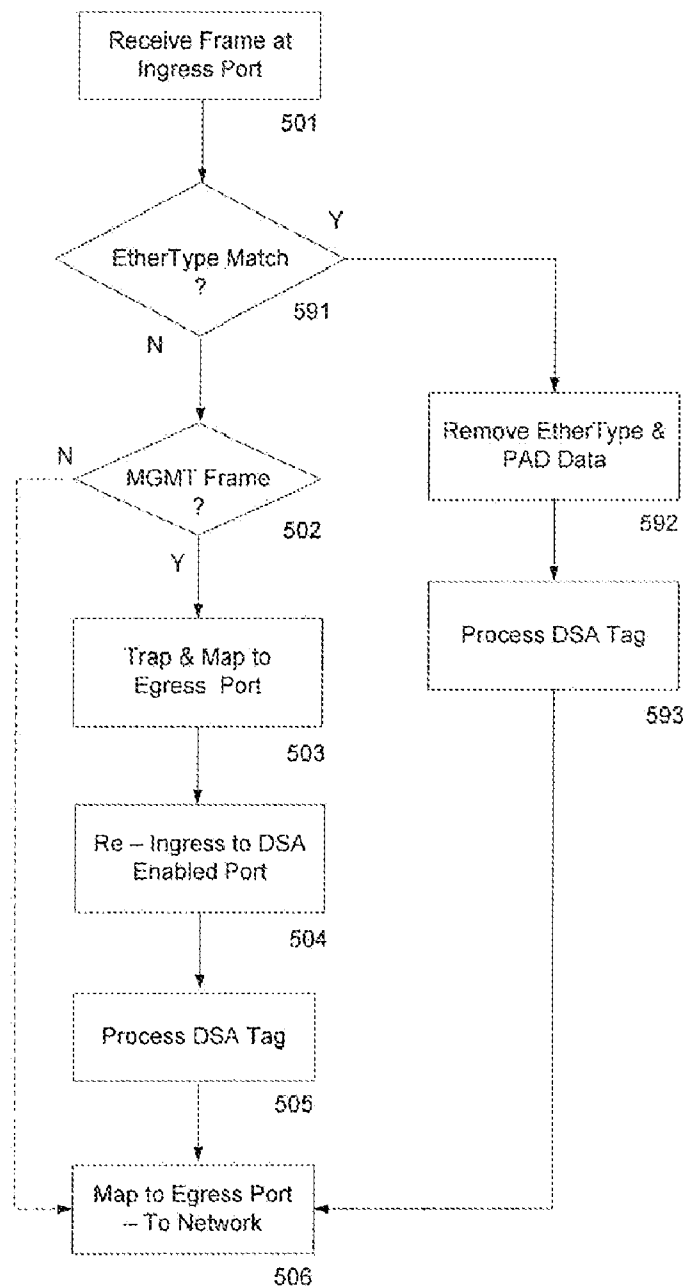 Receive Frame at
Ingress Port
501
Y
EtherType Match
?
591
N
Remove EtherType &
PAD Data
592
N
MGMT Frame
?
502
Y
Process DSA Tag
593
Trap & Map to
Egress Port
503
Re – Ingress to DSA
Enabled Port
504
Process DSA Tag
505
Map to Egress Port
– To Network
506